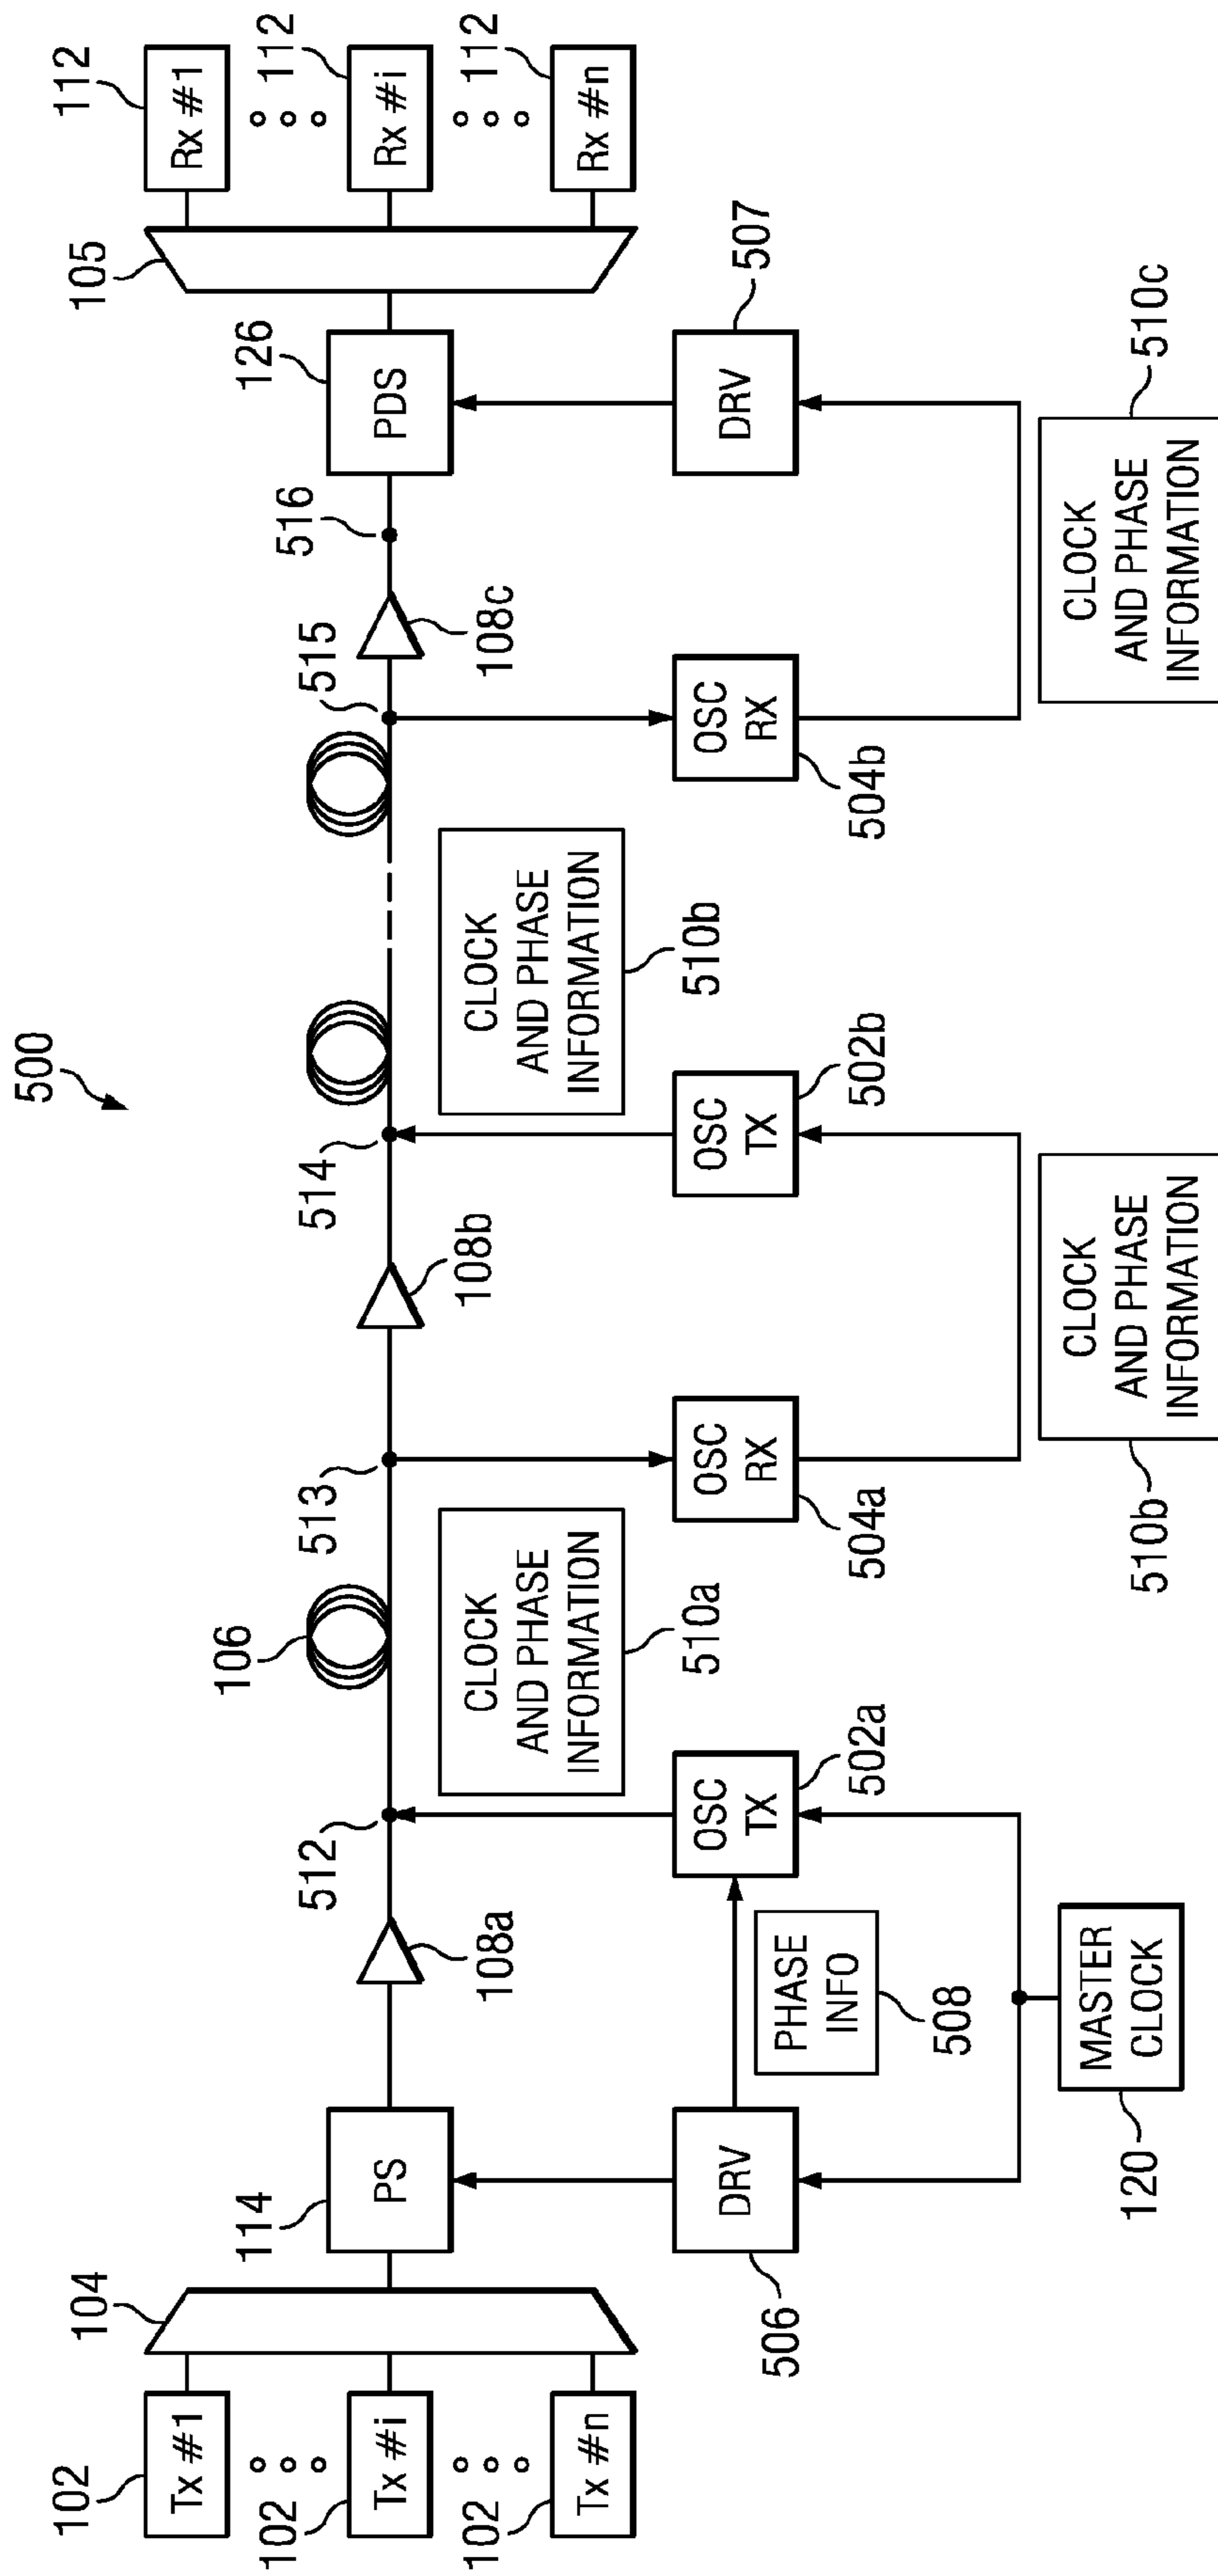 500
102
Tx #1
102
Tx #i
102
Tx #n
104
114
PS
108a
512
106
513
108b
514
515
108c
516
126
PDS
105
112
Rx #1
112
Rx #i
112
Rx #n
506
DRV
PHASE
INFO
508
120
MASTER
CLOCK
OSC
TX
502a
CLOCK
AND PHASE
INFORMATION
510a
OSC
RX
504a
CLOCK
AND PHASE
INFORMATION
510b
OSC
TX
502b
CLOCK
AND PHASE
INFORMATION
510b
OSC
RX
504b
DRV
507
CLOCK
AND PHASE
INFORMATION
510c